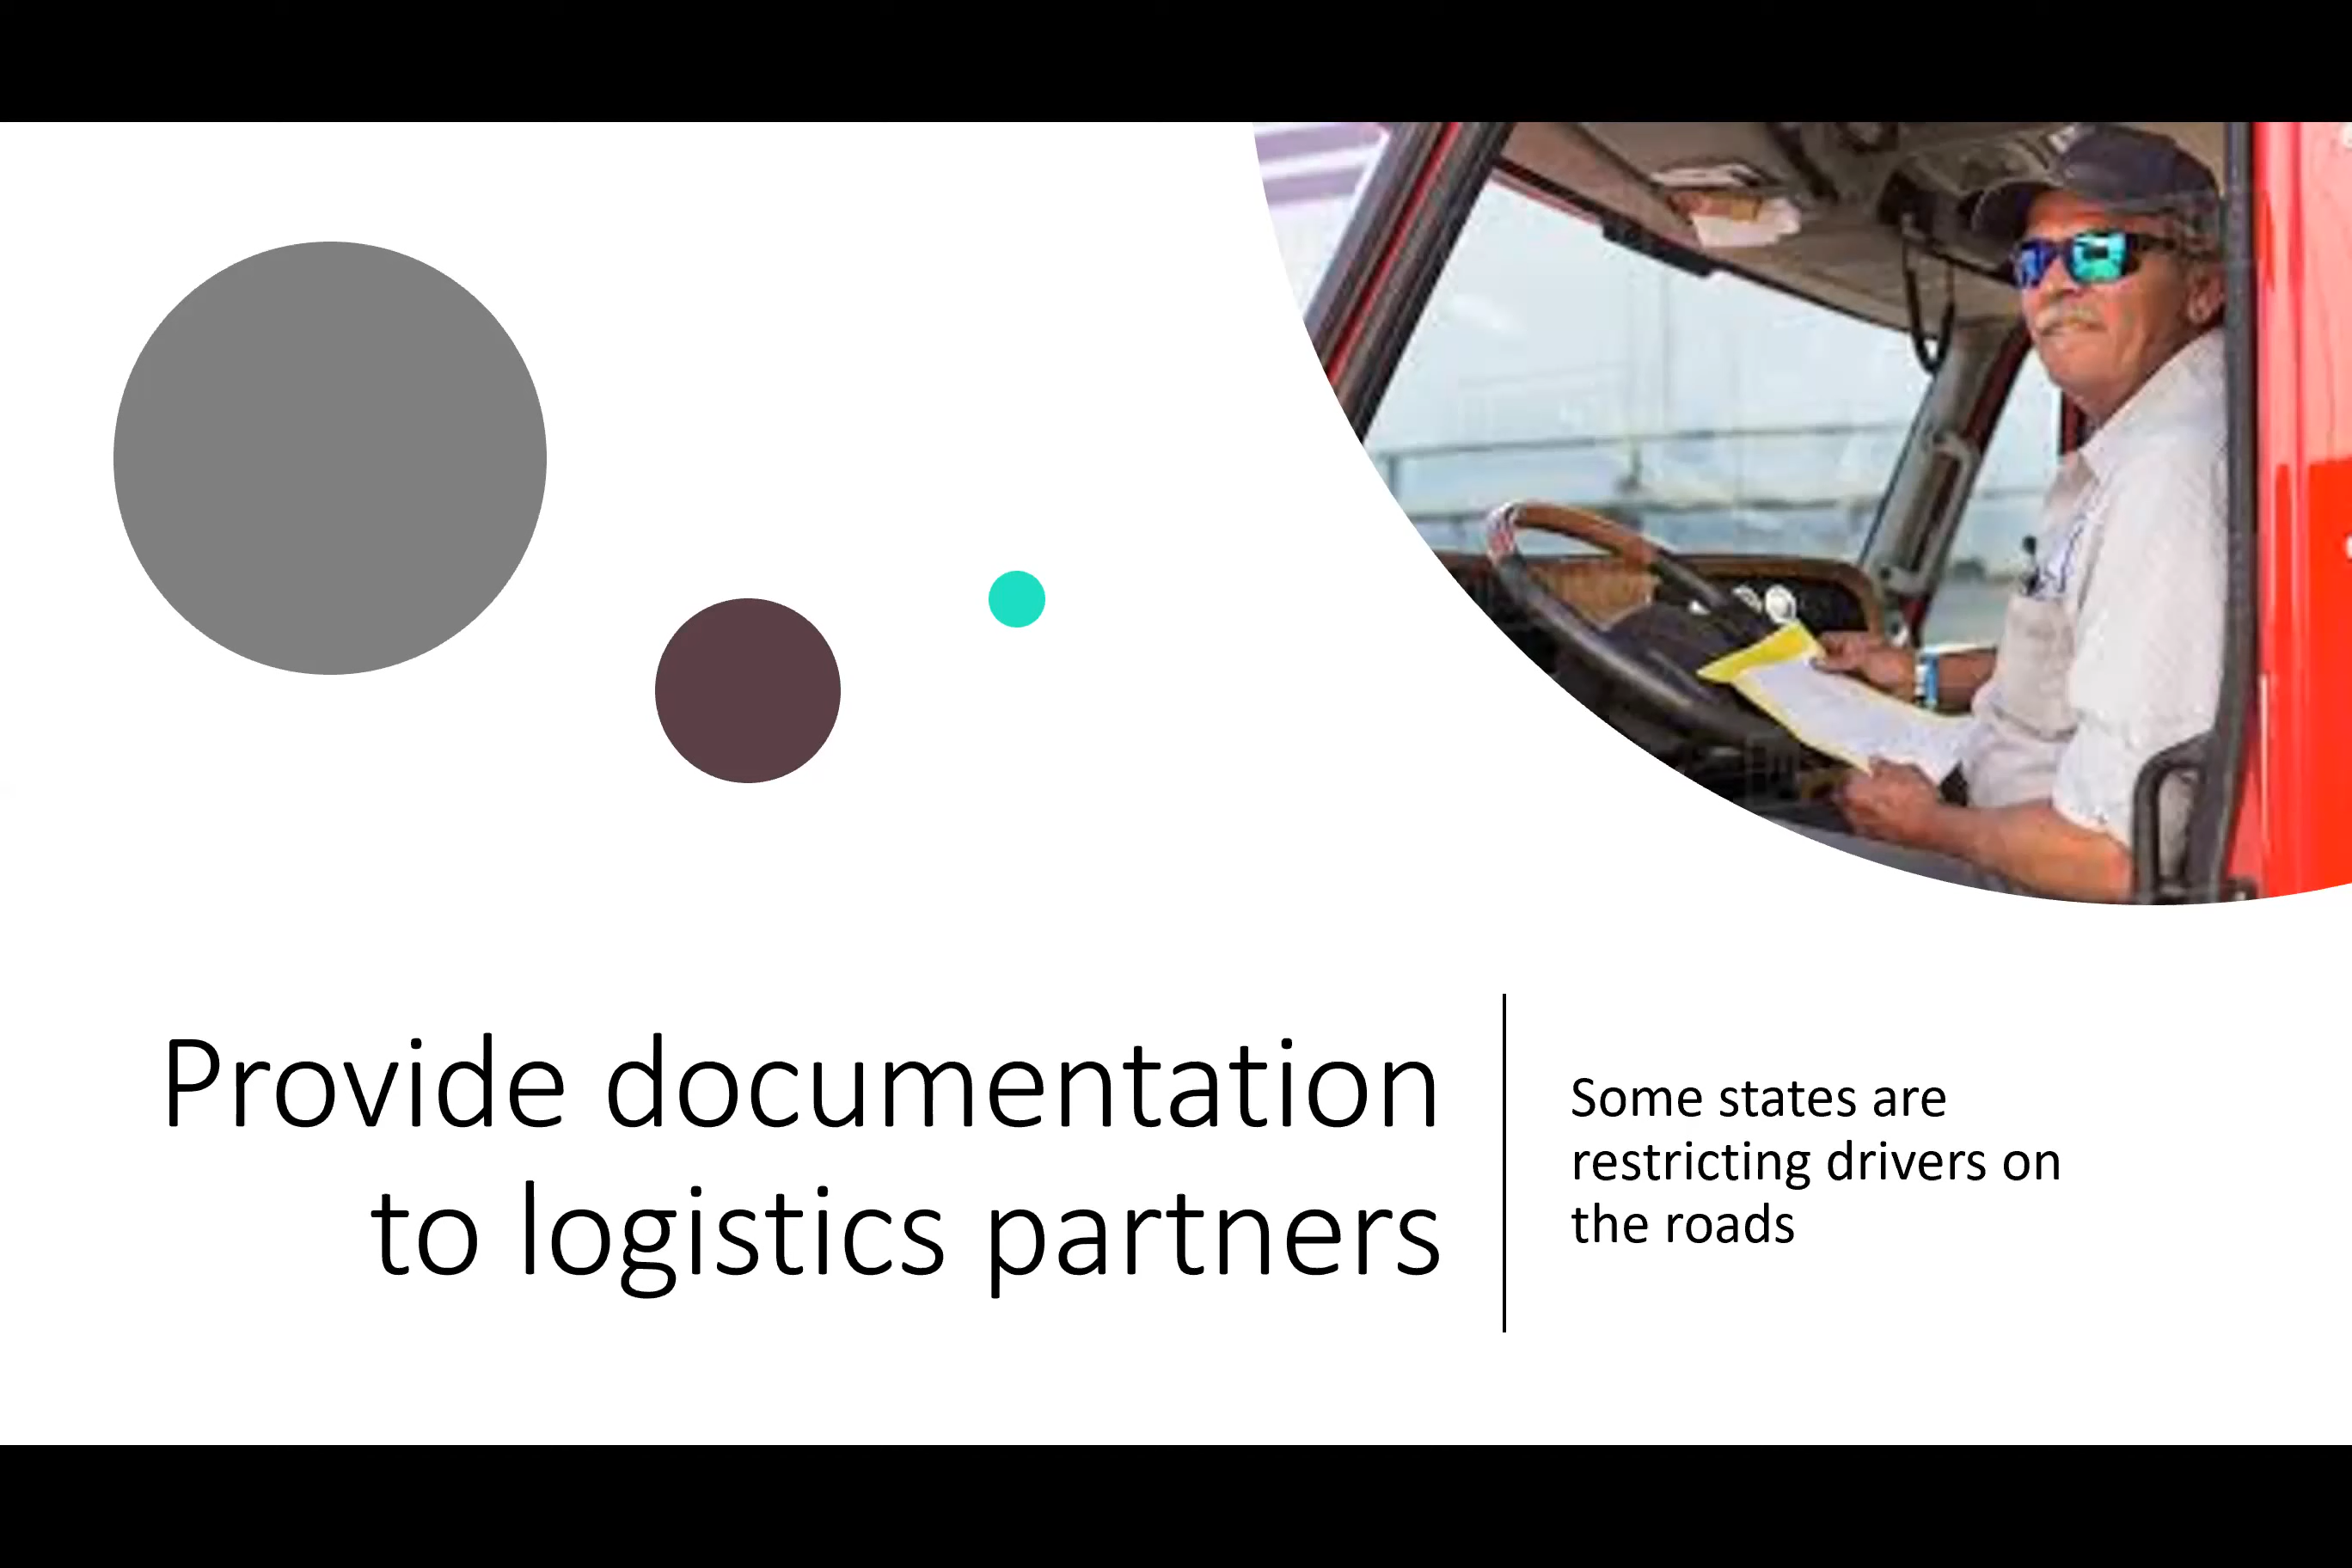 Provide documentation
to logistics partners
Some states are
restricting drivers on
the roads